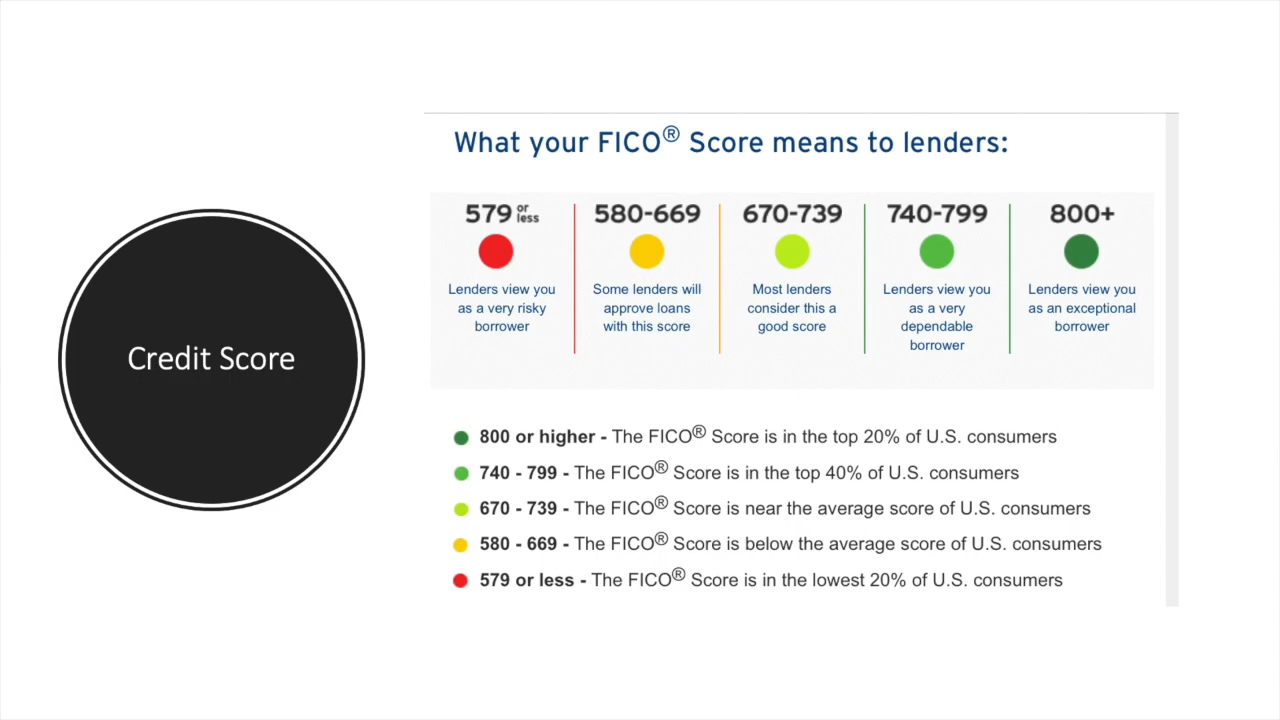 Credit Score
What your FICO® Score means to lenders:
579 or less
Lenders view you
as a very risky
borrower
580-669
Some lenders will
approve loans
with this score
670-739
Most lenders
consider this a
good score
740-799
Lenders view you
as a very
dependable
borrower
800+
Lenders view you
as an exceptional
borrower
800 or higher - The FICO® Score is in the top 20% of U.S. consumers
740 - 799 - The FICO® Score is in the top 40% of U.S. consumers
670 - 739 - The FICO® Score is near the average score of U.S. consumers
580 - 669 - The FICO® Score is below the average score of U.S. consumers
579 or less - The FICO® Score is in the lowest 20% of U.S. consumers